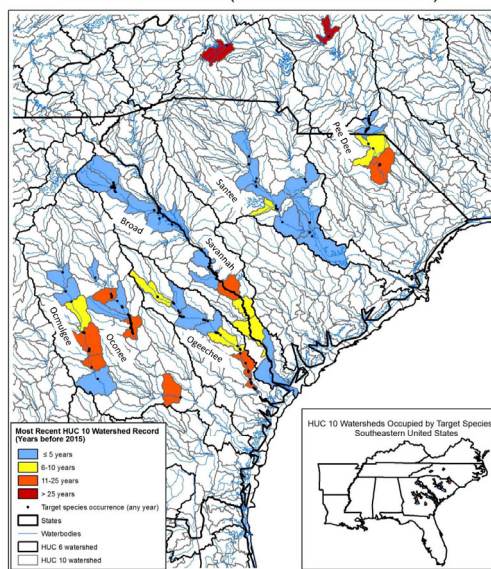 Pee Dee
Santee
Broad
Savannah
Ocmulgee
Oconee
Ogeechee
Most Recent HUC 10 Watershed Record
(Years before 2015)
≤ 5 years
6-10 years
11-25 years
> 25 years
Target species occurrence (any year)
States
Waterbodies
HUC 6 watershed
HUC 10 watershed
HUC 10 Watersheds Occupied by Target Species
Southeastern United States